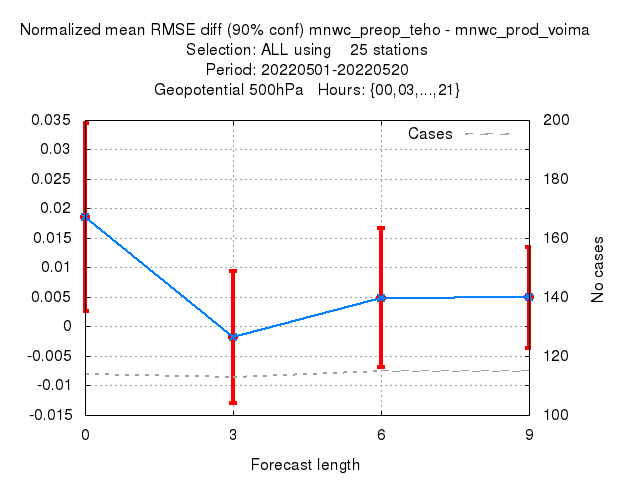 Normalized mean RMSE diff (90% conf) mnwc_preop_teho - mnwc_prod_voima
Selection: ALL using    25 stations
Period: 20220501-20220520
Geopotential 500hPa   Hours: {00,03,...,21}
0.035
0.03
0.025
0.02
0.015
0.01
0.005
0
-0.005
-0.01
-0.015
Cases
200
180
160
140
120
100
No cases
0 3 6 9
Forecast length